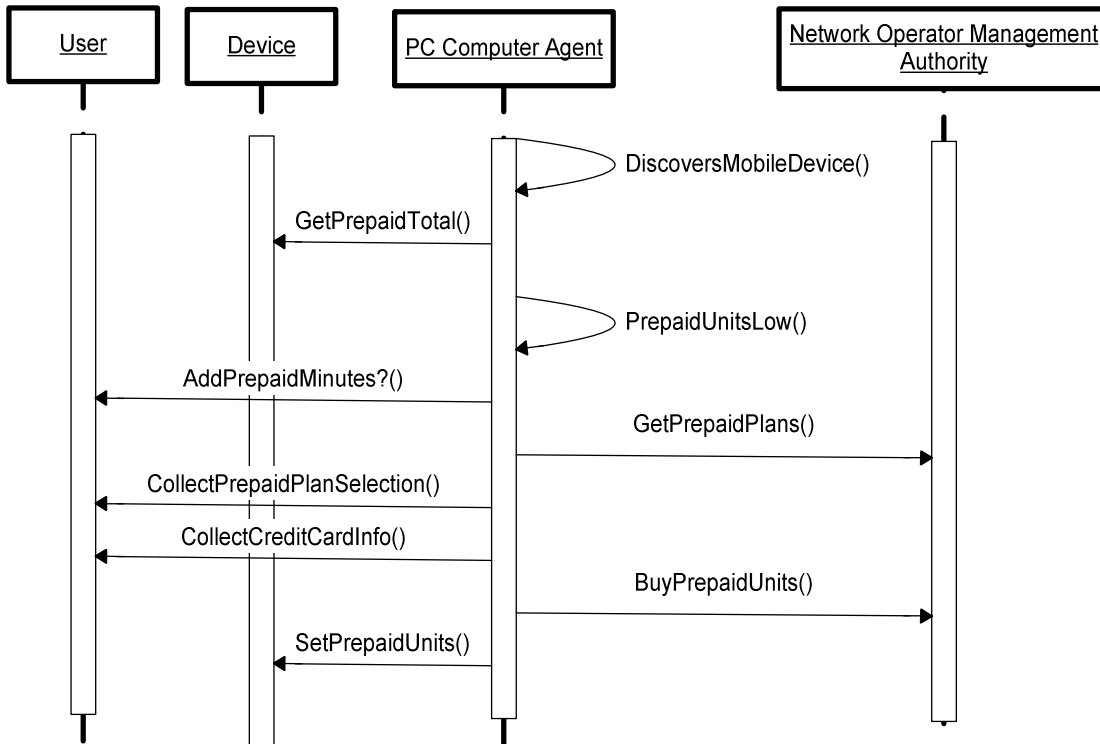 User
Device
PC Computer Agent
Network Operator Management
Authority
DiscoversMobileDevice()
GetPrepaidTotal()
PrepaidUnitsLow()
AddPrepaidMinutes?()
GetPrepaidPlans()
CollectPrepaidPlanSelection()
CollectCreditCardInfo()
BuyPrepaidUnits()
SetPrepaidUnits()